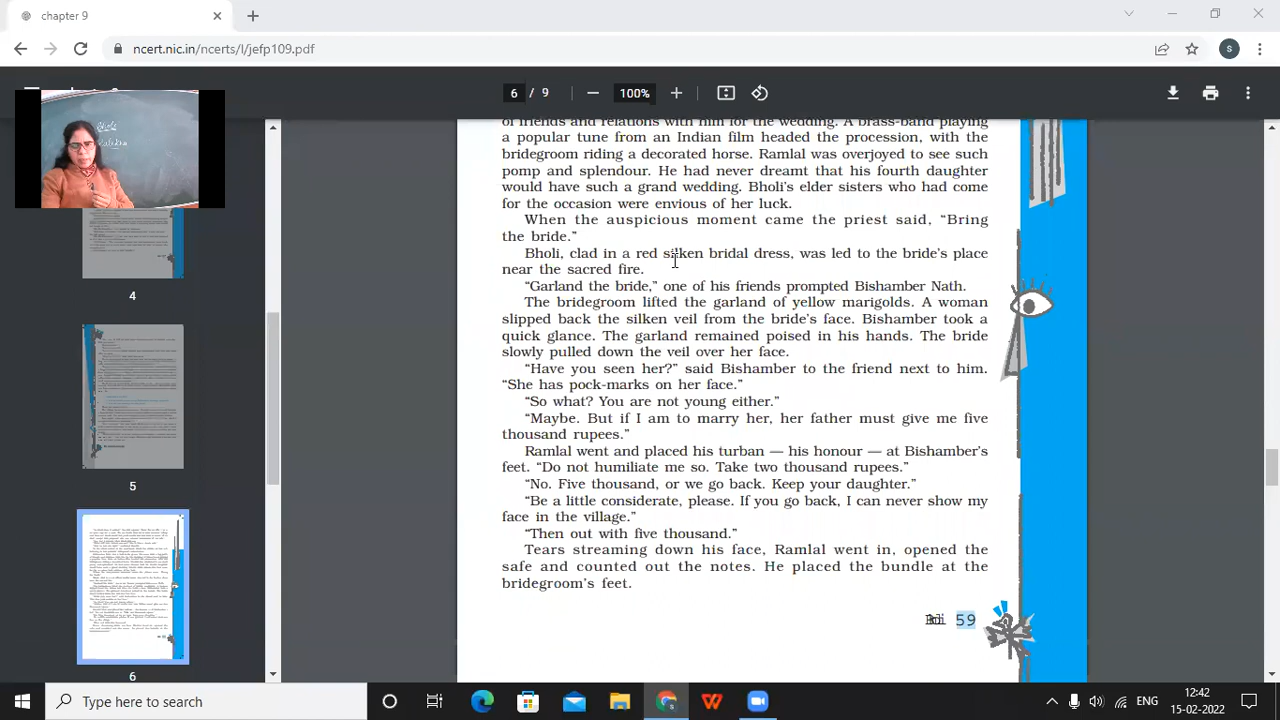 chapter 9
ncert.nic.in/ncerts/l/jefp109.pdf
S
6 / 9
100%
Bholi
of friends and relations with him for the wedding. A brass-band playing
a popular tune from an Indian film headed the procession, with the
bridegroom riding a decorated horse. Ramlal was overjoyed to see such
pomp and splendour. He had never dreamt that his fourth daughter
would have such a grand wedding. Bholi's elder sisters who had come
for the occasion were envious of her luck.
When the auspicious moment came the priest said, “Bring
the bride.”
Bholi, clad in a red silken bridal dress, was led to the bride's place
near the sacred fire.
“Garland the bride,” one of his friends prompted Bishamber Nath.
The bridegroom lifted the garland of yellow marigolds. A woman
slipped back the silken veil from the bride's face. Bishamber took a
quick glance. The garland remained poised in his hands. The bride
slowly pulled down the veil over her face.
“Have you seen her?” said Bishamber to the friend next to him.
“She has pock-marks on her face.”
“So what? You are not young either.”
“Maybe. But if I am to marry her, her father must give me five
thousand rupees.”
Ramlal went and placed his turban — his honour — at Bishamber's
feet. “Do not humiliate me so. Take two thousand rupees.”
“No. Five thousand, or we go back. Keep your daughter.”
“Be a little considerate, please. If you go back, I can never show my
face in the village.”
“Then out with five thousand.”
Tears streaming down his face, Ramlal went in, opened the
safe and counted out the notes. He placed the bundle at the
bridegroom's feet.
59
4
5
6
Type here to search
ENG
12:42
15-02-2022